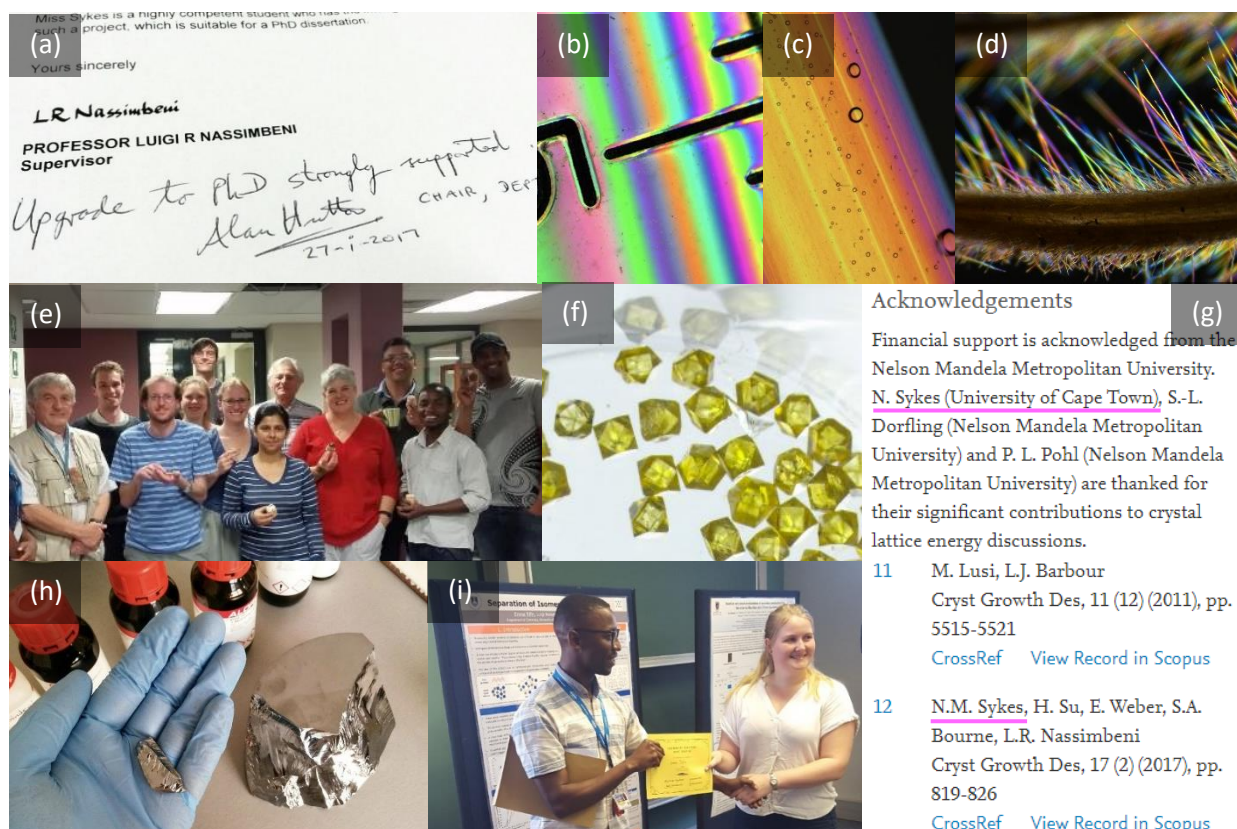 (a)
Miss Sykes is a highly competent student who has the
such a project, which is suitable for a PhD dissertation.
Yours sincerely
LR Nassimbeni
PROFESSOR LUIGI R NASSIMBENI
Supervisor
Upgrade to PhD strongly supported.
Alan Hutton
CHAIR, DEPT
27-1-2017
(b)
(c)
(d)
(e)
(f)
(g)
Acknowledgements
Financial support is acknowledged from the
Nelson Mandela Metropolitan University.
N. Sykes (University of Cape Town), S.-L.
Dorfling (Nelson Mandela Metropolitan
University) and P. L. Pohl (Nelson Mandela
Metropolitan University) are thanked for
their significant contributions to crystal
lattice energy discussions.
11 M. Lusi, L.J. Barbour
Cryst Growth Des, 11 (12) (2011), pp.
5515-5521
CrossRef View Record in Scopus
12 N.M. Sykes, H. Su, E. Weber, S.A.
Bourne, L.R. Nassimbeni
Cryst Growth Des, 17 (2) (2017), pp.
819-826
CrossRef View Record in Scopus
(h)
(i)
Separation of Isome